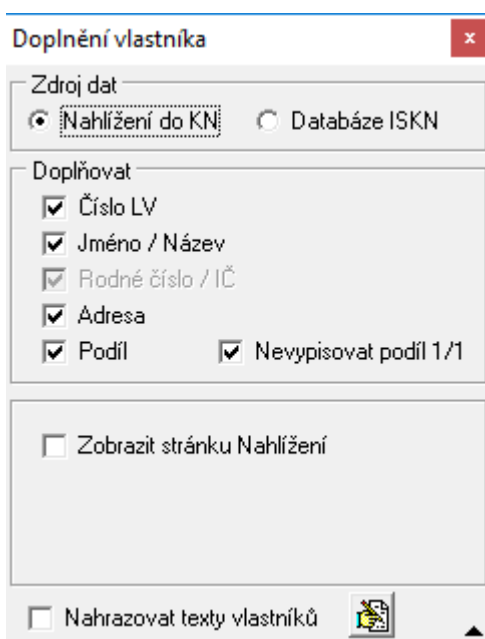 Doplnění vlastníka
Zdroj dat
Nahlížení do KN Databáze ISKN
Doplňovat
Číslo LV
Jméno / Název
Rodné číslo / IČ
Adresa
Podíl Nevypisovat podíl 1/1
Zobrazit stránku Nahlížení
Nahrazovat texty vlastníků